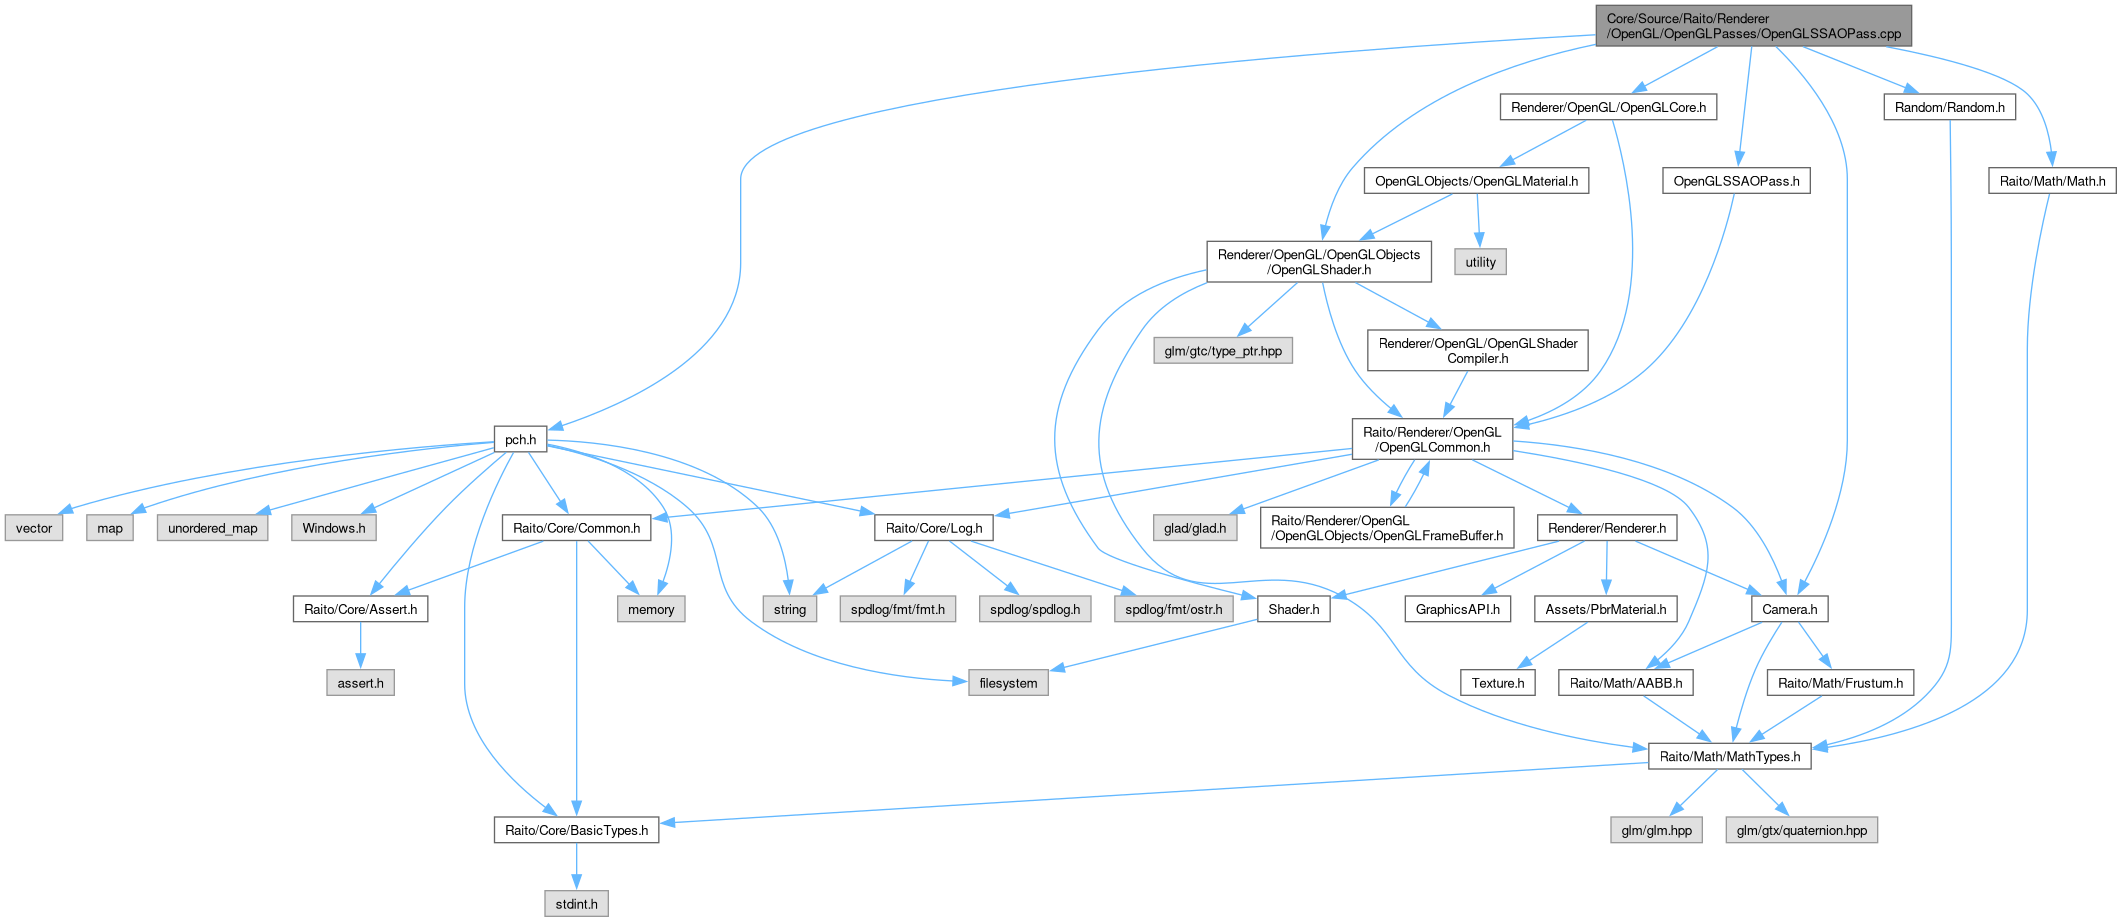 Core/Source/Raito/Renderer
/OpenGL/OpenGLPasses/OpenGLSSAOPass.cpp
Renderer/OpenGL/OpenGLCore.h
Random/Random.h
OpenGLObjects/OpenGLMaterial.h
OpenGLSSAOPass.h
Raito/Math/Math.h
Renderer/OpenGL/OpenGLObjects
/OpenGLShader.h
utility
glm/gtc/type_ptr.hpp
Renderer/OpenGL/OpenGLShader
Compiler.h
pch.h
Raito/Renderer/OpenGL
/OpenGLCommon.h
vector
map
unordered_map
Windows.h
Raito/Core/Common.h
Raito/Core/Log.h
glad/glad.h
Raito/Renderer/OpenGL
/OpenGLObjects/OpenGLFrameBuffer.h
Renderer/Renderer.h
Raito/Core/Assert.h
memory
string
spdlog/fmt/fmt.h
spdlog/spdlog.h
spdlog/fmt/ostr.h
Shader.h
GraphicsAPI.h
Assets/PbrMaterial.h
Camera.h
assert.h
filesystem
Texture.h
Raito/Math/AABB.h
Raito/Math/Frustum.h
Raito/Math/MathTypes.h
Raito/Core/BasicTypes.h
glm/glm.hpp
glm/gtx/quaternion.hpp
stdint.h